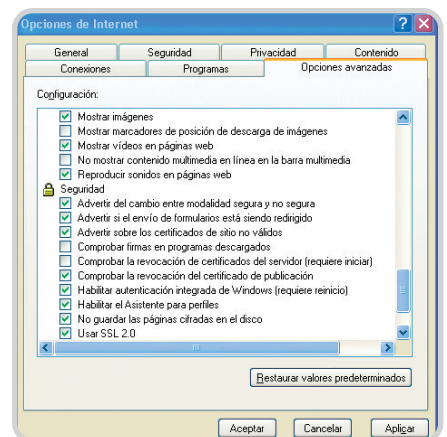 Opciones de Internet
General Seguridad Privacidad Contenido
Conexiones Programas Opciones avanzadas
Configuración:
Mostrar imágenes
Mostrar marcadores de posición de descarga de imágenes
Mostrar vídeos en páginas web
No mostrar contenido multimedia en línea en la barra multimedia
Reproducir sonidos en páginas web
Seguridad
Advertir del cambio entre modalidad segura y no segura
Advertir si el envío de formularios está siendo redirigido
Advertir sobre los certificados de sitio no válidos
Comprobar firmas en programas descargados
Comprobar la revocación de certificados del servidor (requiere iniciar)
Comprobar la revocación del certificado de publicación
Habilitar autenticación integrada de Windows (requiere reinicio)
Habilitar el Asistente para perfiles
No guardar las páginas cifradas en el disco
Usar SSL 2.0
Restaurar valores predeterminados
Aceptar Cancelar Aplicar